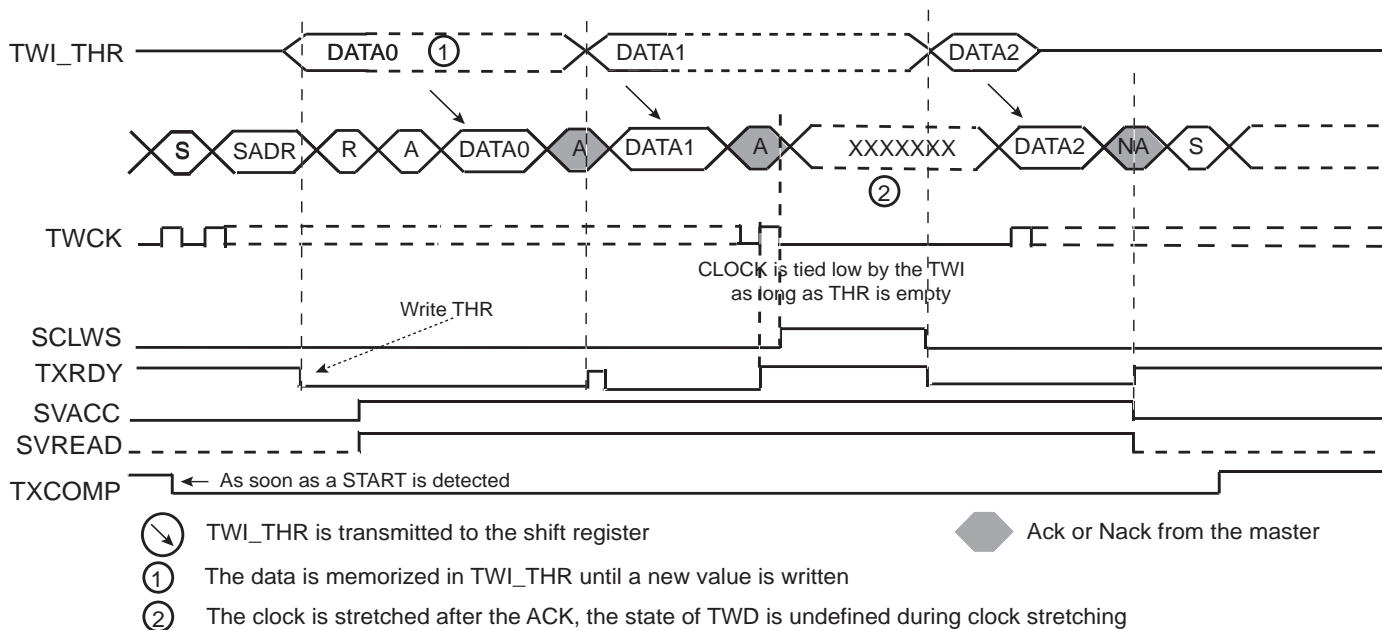 TWI_THR DATA0 1 DATA1 DATA2
S SADR R A DATA0 A DATA1 A XXXXXXX DATA2 NA S
2
TWCK
CLOCK is tied low by the TWI
as long as THR is empty
Write THR
SCLWS
TXRDY
SVACC
SVREAD
TXCOMP As soon as a START is detected
TWI_THR is transmitted to the shift register Ack or Nack from the master
1 The data is memorized in TWI_THR until a new value is written
2 The clock is stretched after the ACK, the state of TWD is undefined during clock stretching